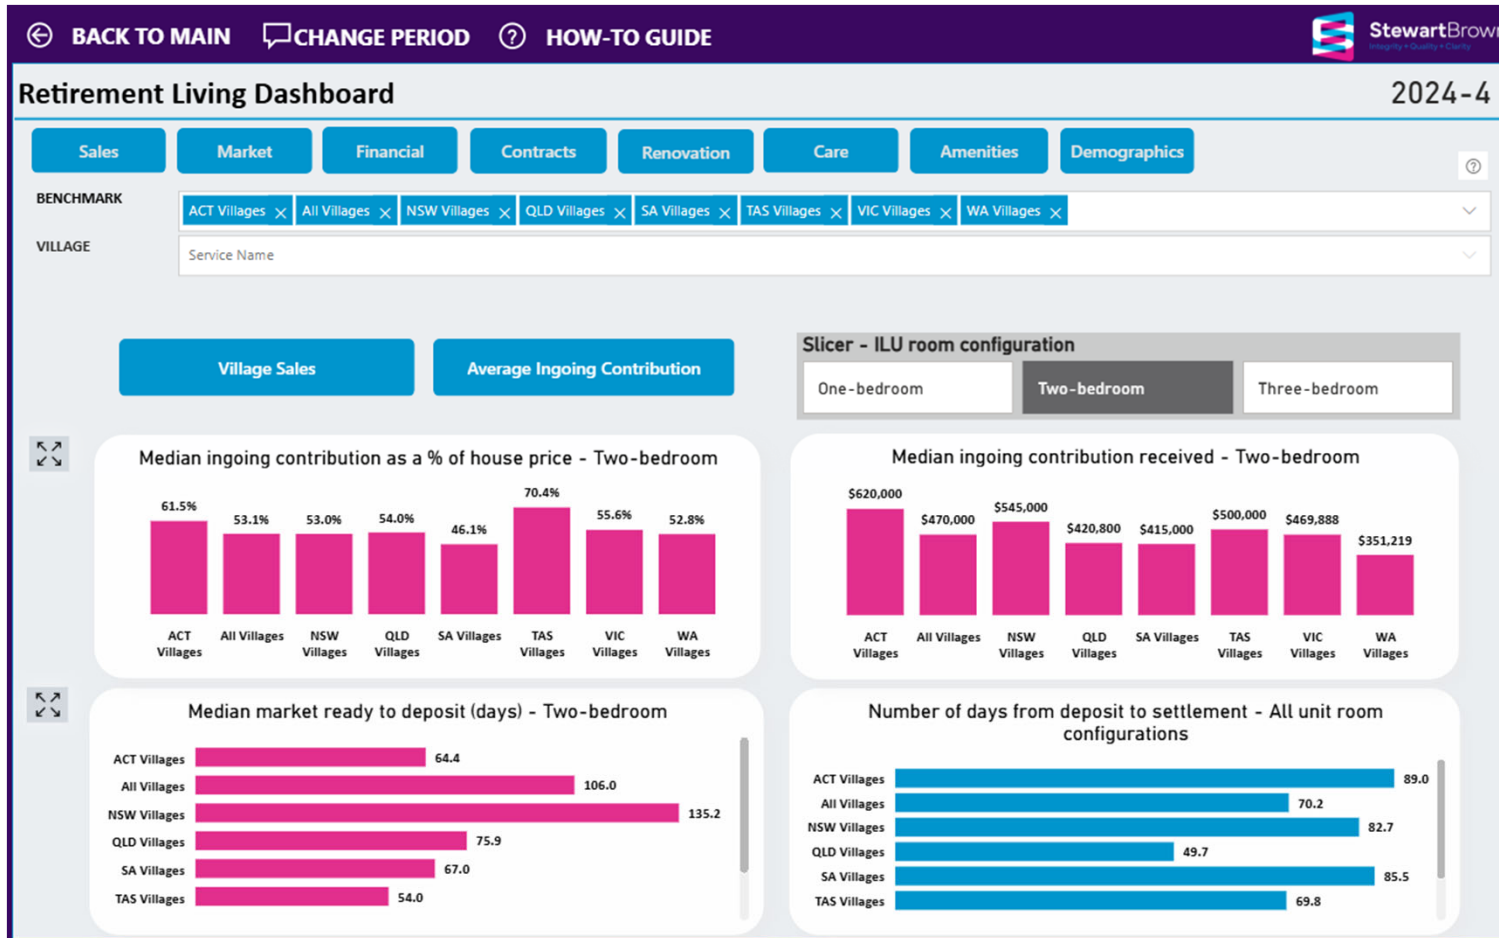 BACK TO MAIN CHANGE PERIOD ? HOW-TO GUIDE
StewartBrown
Integrity • Quality • Clarity
Retirement Living Dashboard
2024-4
Sales Market Financial Contracts Renovation Care Amenities Demographics
?
BENCHMARK
ACT Villages × All Villages × NSW Villages × QLD Villages × SA Villages × TAS Villages × VIC Villages × WA Villages ×
VILLAGE
Service Name
Village Sales
Average Ingoing Contribution
Slicer - ILU room configuration
One-bedroom Two-bedroom Three-bedroom
Median ingoing contribution as a % of house price - Two-bedroom
61.5% 53.1% 53.0% 54.0% 46.1% 70.4% 55.6% 52.8%
ACT All Villages NSW QLD SA Villages TAS VIC WA
Villages Villages Villages Villages Villages Villages
Median ingoing contribution received - Two-bedroom
$620,000 $470,000 $545,000 $420,800 $415,000 $500,000 $469,888 $351,219
ACT All Villages NSW QLD SA Villages TAS VIC WA
Villages Villages Villages Villages Villages Villages
Median market ready to deposit (days) - Two-bedroom
ACT Villages 64.4
All Villages 106.0
NSW Villages 135.2
QLD Villages 75.9
SA Villages 67.0
TAS Villages 54.0
Number of days from deposit to settlement - All unit room
configurations
ACT Villages 89.0
All Villages 70.2
NSW Villages 82.7
QLD Villages 49.7
SA Villages 85.5
TAS Villages 69.8